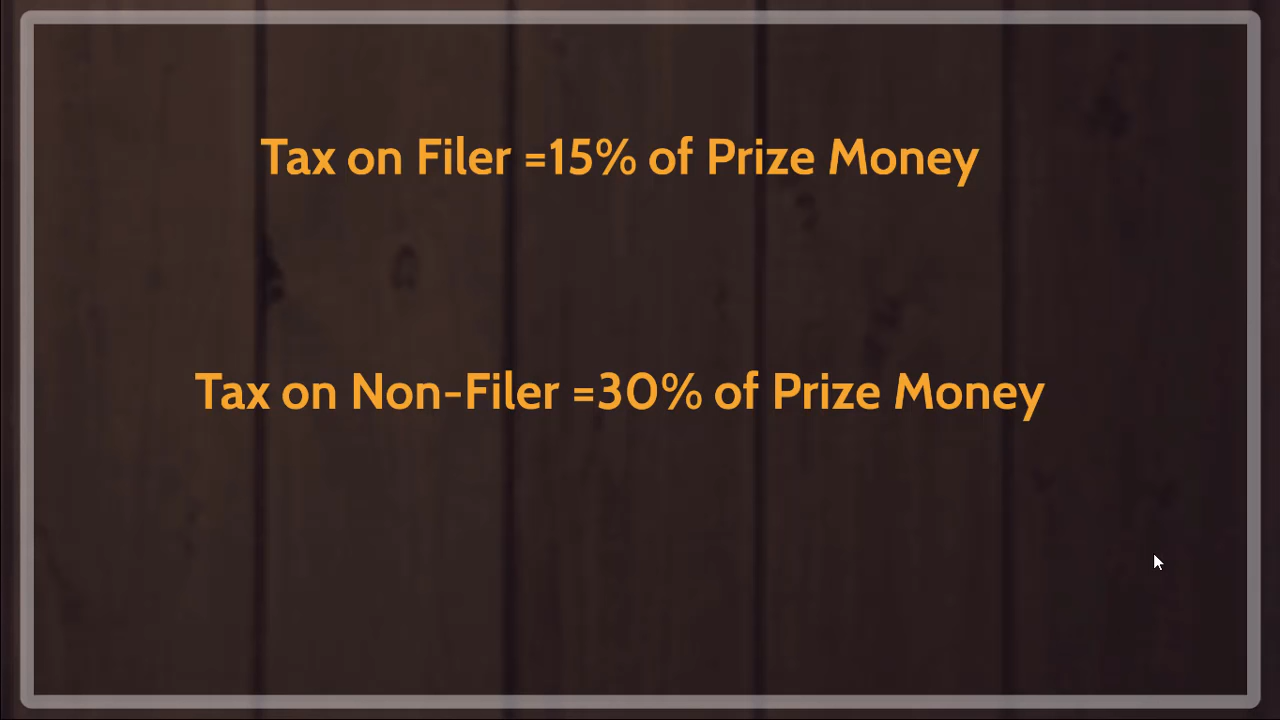 Tax on Filer =15% of Prize Money
Tax on Non-Filer =30% of Prize Money